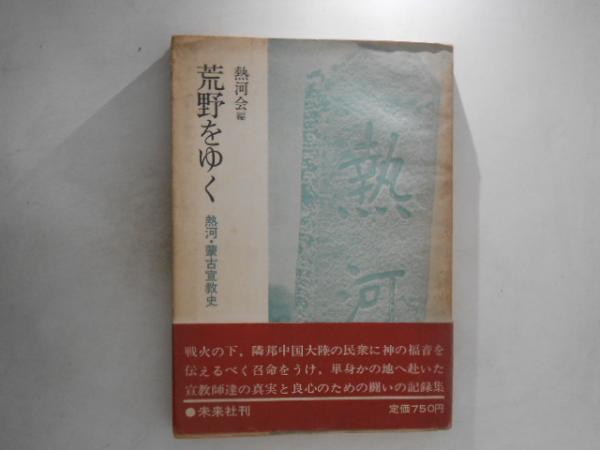 熱河会編
荒野をゆく
熱河・蒙古宣教史
熱河
戦火の下，隣邦中国大陸の民衆に神の福音を
伝えるべく召命をうけ，単身かの地へ赴いた
宣教師達の真実と良心のための闘いの記録集
●未来社刊
定価750円